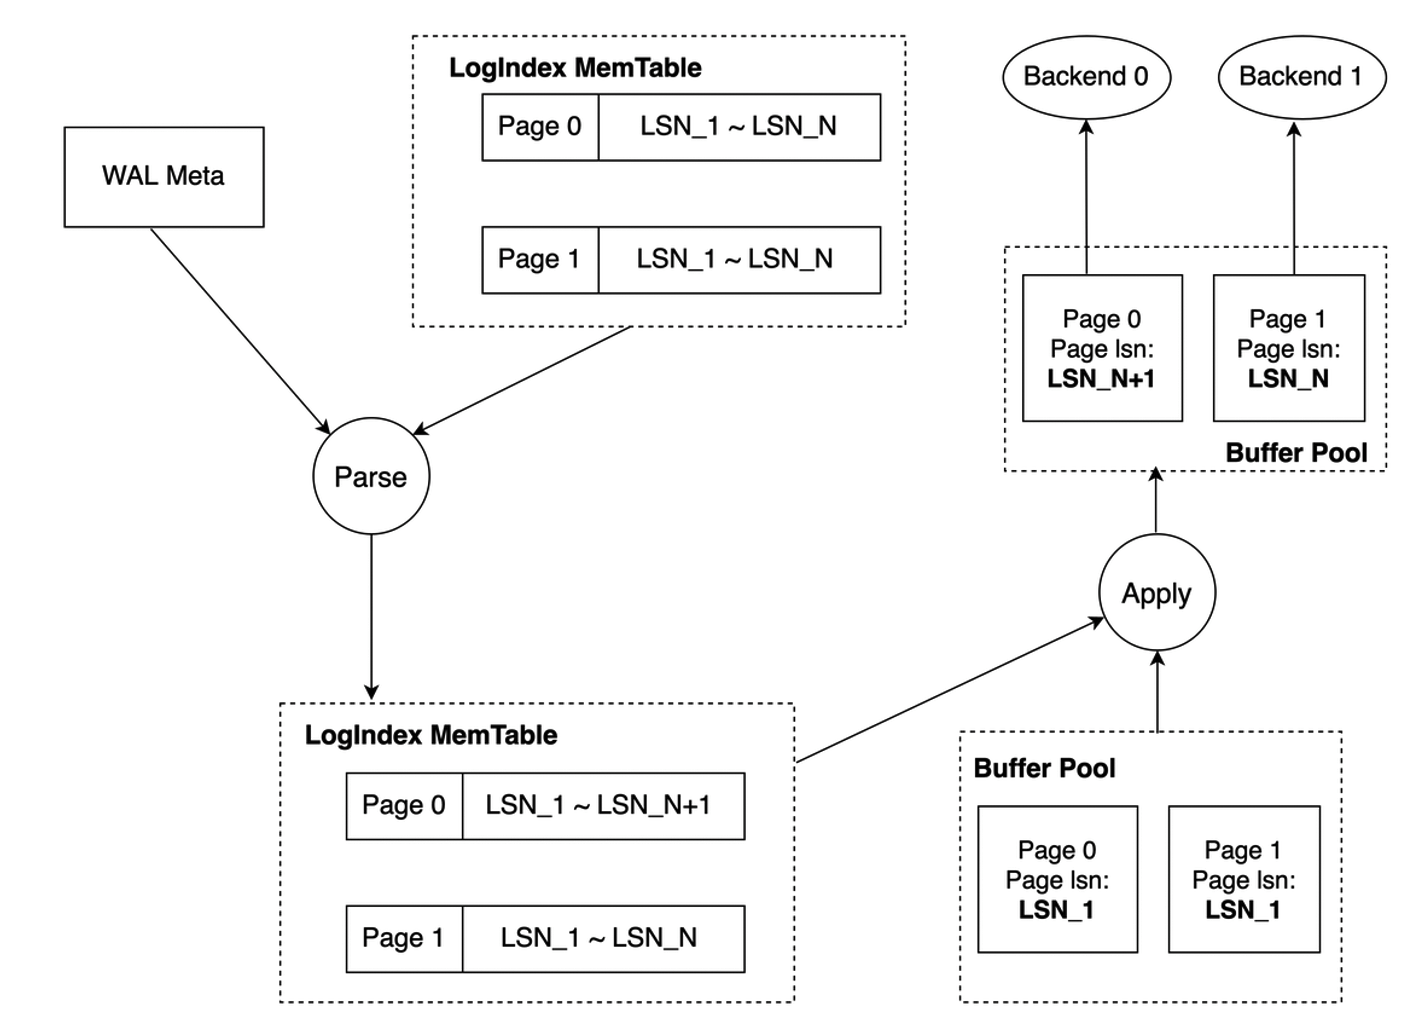 LogIndex MemTable
Page 0 LSN_1 ~ LSN_N
Page 1 LSN_1 ~ LSN_N
WAL Meta
Parse
LogIndex MemTable
Page 0 LSN_1 ~ LSN_N+1
Page 1 LSN_1 ~ LSN_N
Backend 0
Backend 1
Page 0
Page lsn:
LSN_N+1
Page 1
Page lsn:
LSN_N
Buffer Pool
Apply
Buffer Pool
Page 0
Page lsn:
LSN_1
Page 1
Page lsn:
LSN_1